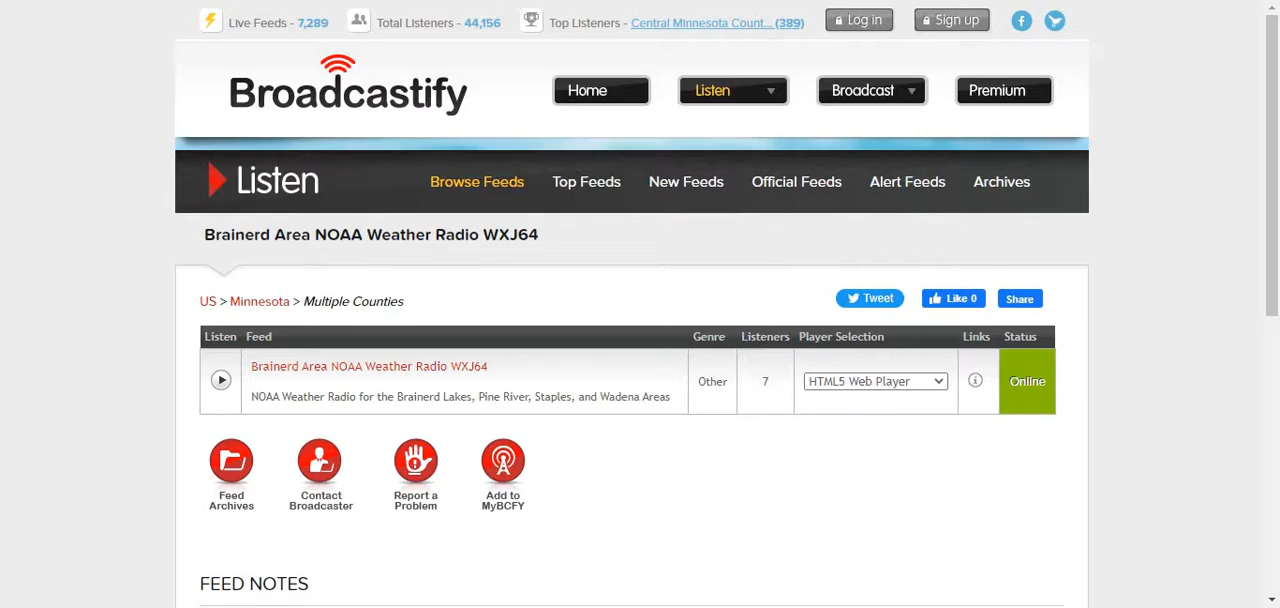 Live Feeds - 7,289 Total Listeners - 44,156 Top Listeners - Central Minnesota Count... (389) Log in Sign up
Broadcastify Home Listen Broadcast Premium
Listen Browse Feeds Top Feeds New Feeds Official Feeds Alert Feeds Archives
Brainerd Area NOAA Weather Radio WXJ64
US > Minnesota > Multiple Counties Tweet Like 0 Share
Listen Feed Genre Listeners Player Selection Links Status
Brainerd Area NOAA Weather Radio WXJ64
Other 7 HTML5 Web Player Online
NOAA Weather Radio for the Brainerd Lakes, Pine River, Staples, and Wadena Areas
Feed Contact Report a Add to
Archives Broadcaster Problem MyBCFY
FEED NOTES